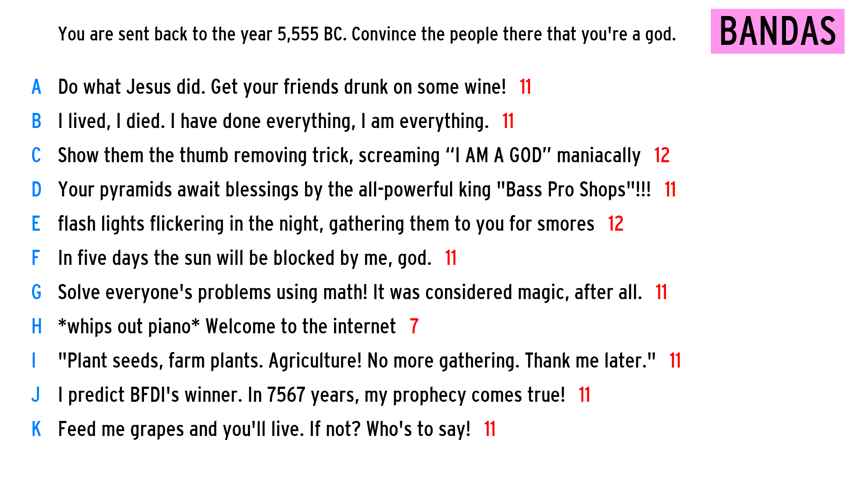 You are sent back to the year 5,555 BC. Convince the people there that you're a god.
BANDAS
A Do what Jesus did. Get your friends drunk on some wine! 11
B I lived, I died. I have done everything, I am everything. 11
C Show them the thumb removing trick, screaming “I AM A GOD” maniacally 12
D Your pyramids await blessings by the all-powerful king "Bass Pro Shops"!!! 11
E flash lights flickering in the night, gathering them to you for smores 12
F In five days the sun will be blocked by me, god. 11
G Solve everyone's problems using math! It was considered magic, after all. 11
H *whips out piano* Welcome to the internet 7
I "Plant seeds, farm plants. Agriculture! No more gathering. Thank me later." 11
J I predict BFDI's winner. In 7567 years, my prophecy comes true! 11
K Feed me grapes and you'll live. If not? Who's to say! 11